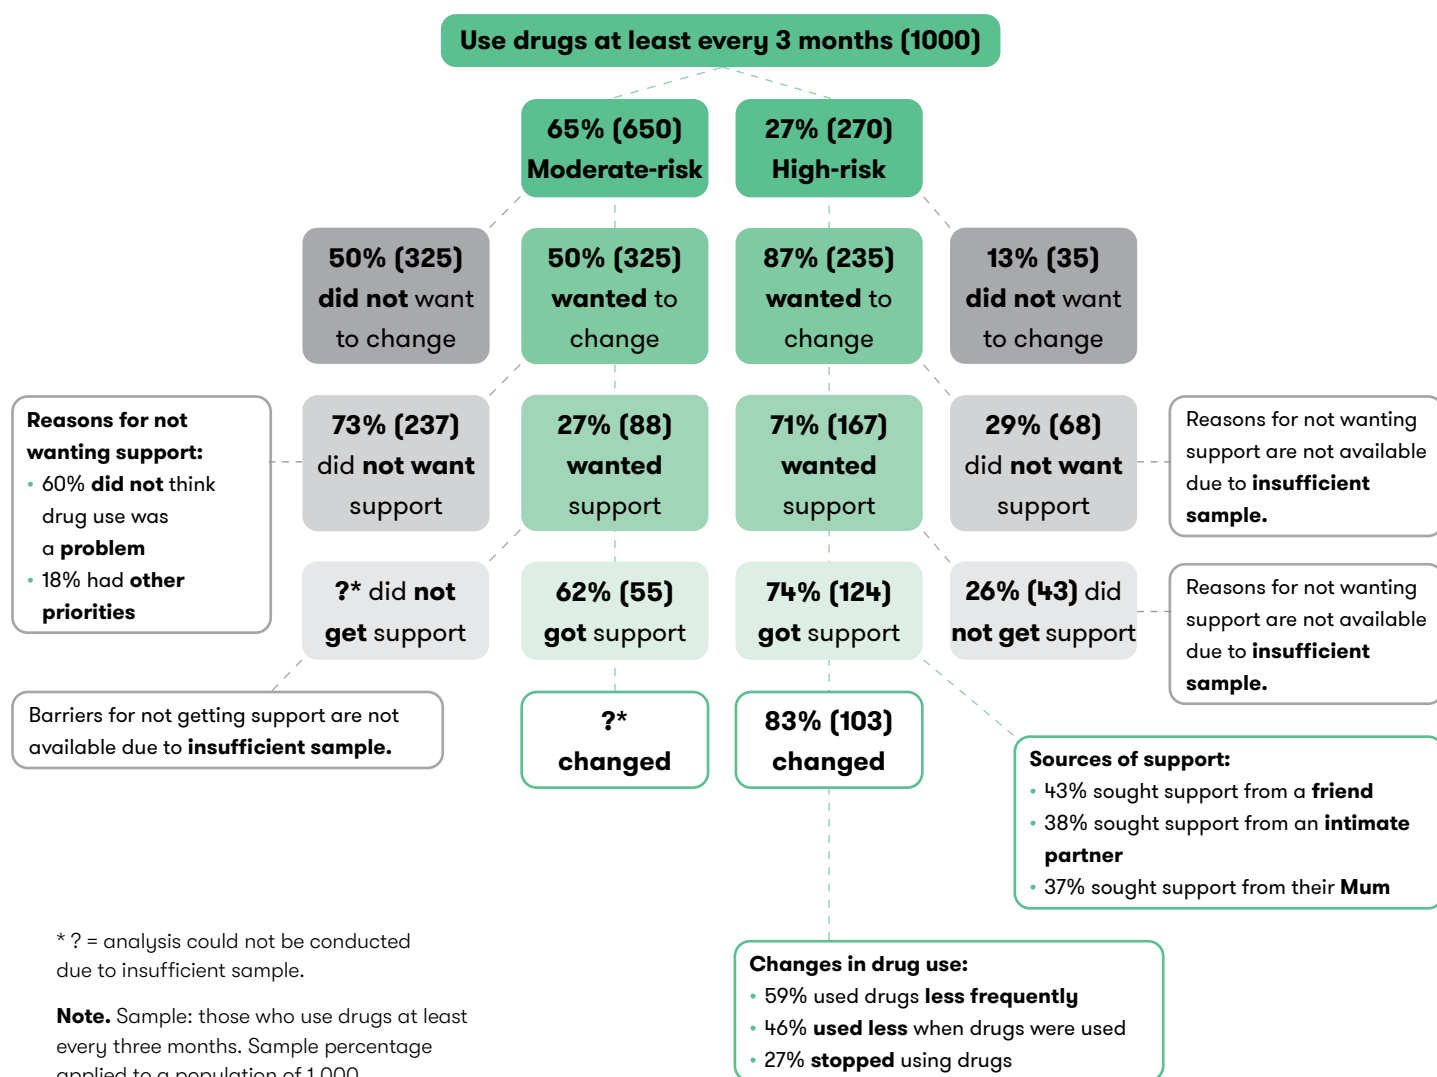 Use drugs at least every 3 months (1000)
65% (650)
Moderate-risk
27% (270)
High-risk
50% (325)
did not want
to change
50% (325)
wanted to
change
87% (235)
wanted to
change
13% (35)
did not want
to change
Reasons for not
wanting support:
• 60% did not think
drug use was
a problem
• 18% had other
priorities
73% (237)
did not want
support
27% (88)
wanted
support
71% (167)
wanted
support
29% (68)
did not want
support
Reasons for not wanting
support are not available
due to insufficient
sample.
?* did not
get support
62% (55)
got support
74% (124)
got support
26% (43) did
not get support
Reasons for not wanting
support are not available
due to insufficient
sample.
Barriers for not getting support are not
available due to insufficient sample.
?*
changed
83% (103)
changed
Sources of support:
• 43% sought support from a friend
• 38% sought support from an intimate
partner
• 37% sought support from their Mum
* ? = analysis could not be conducted
due to insufficient sample.
Note. Sample: those who use drugs at least
every three months. Sample percentage
applied to a population of 1,000
Changes in drug use:
• 59% used drugs less frequently
• 46% used less when drugs were used
• 27% stopped using drugs